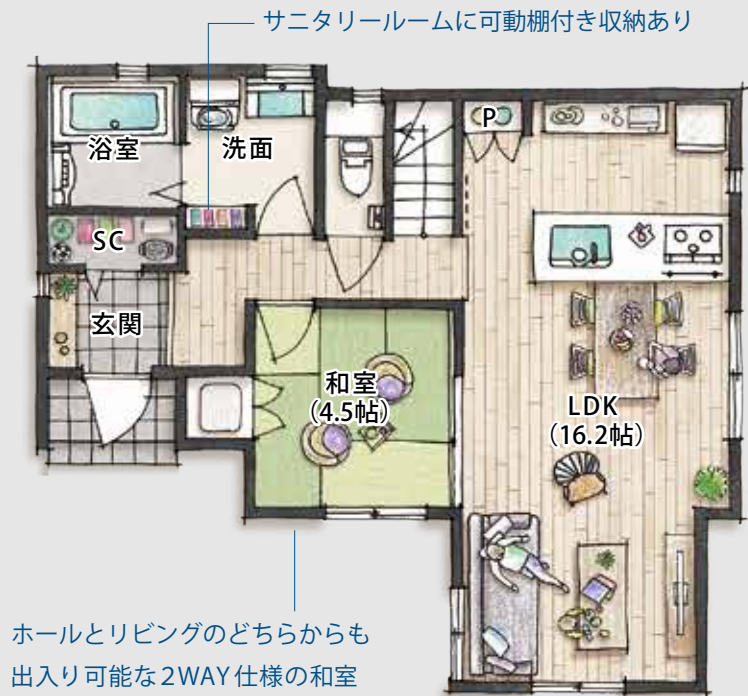 サニタリールームに可動棚付き収納あり
P
浴室
洗面
SC
玄関
和室
(4.5帖)
LDK
(16.2帖)
ホールとリビングのどちらからも
出入り可能な2WAY仕様の和室